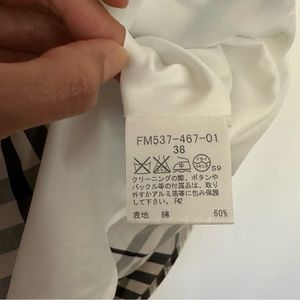 FM537-467-01
38
S9
クリーニングの際、ボタンや
バックル等の付属品は、取り
外すかアルミ箔等に包み保護
して下さい。 F42
表地 綿 60%